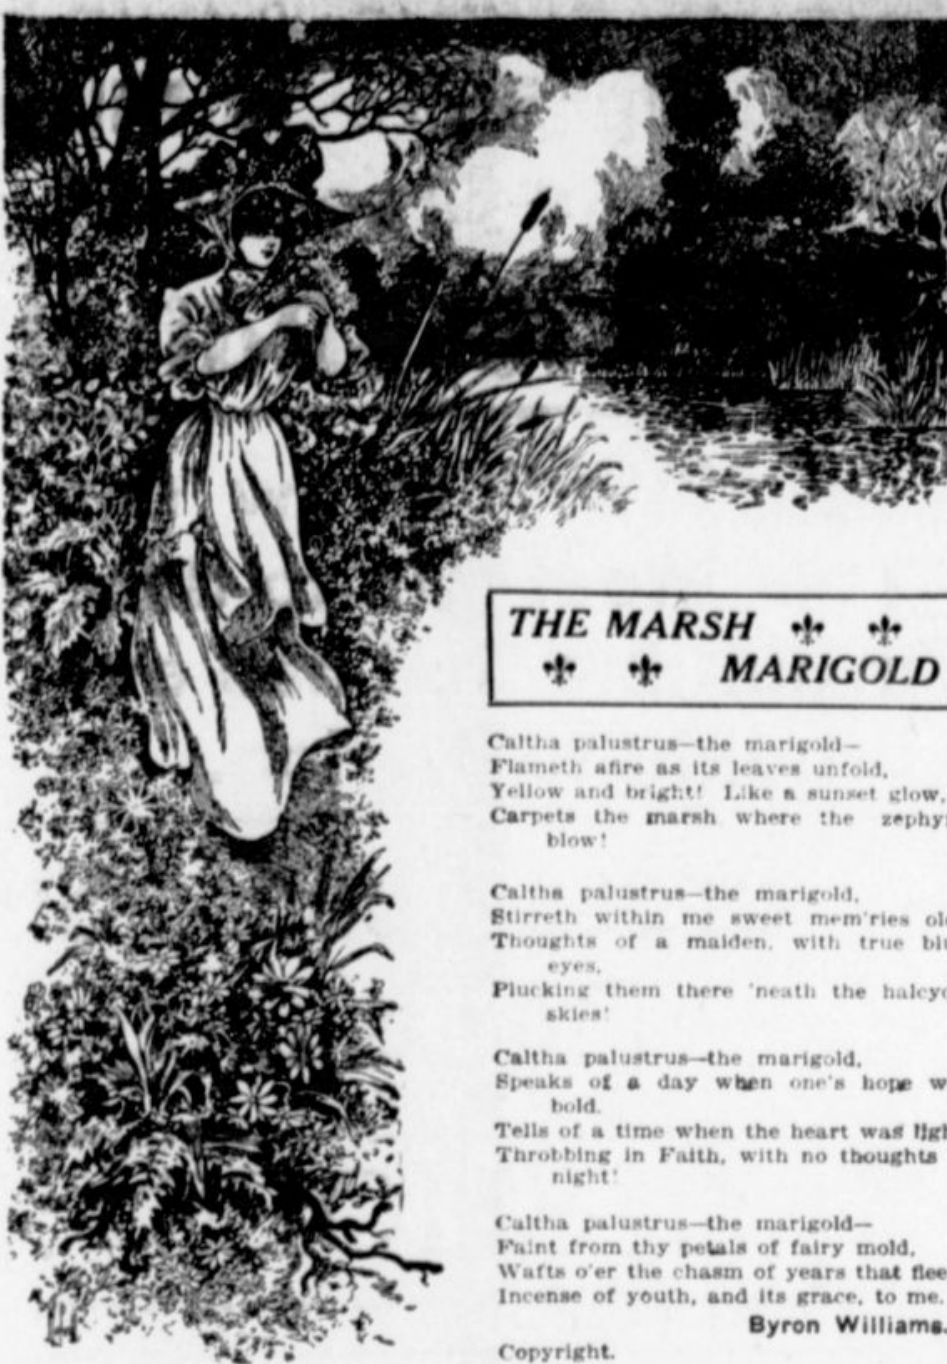 THE MARSH
MARIGOLD
Caltha palustrus—the marigold—
Flameth afire as its leaves unfold,
Yellow and bright! Like a sunset glow,
Carpets the marsh where the
blow!
Caltha palustrus—the marigold,
Stirreth within me sweet mem'ries
Thoughts of a maiden, with true
eyes,
Plucking them there 'neath the
skies!
Caltha palustrus—the marigold,
Speaks of a day when one's hope
bold.
Tells of a time when the heart was
Throbbing in Faith, with no thoughts
night!
Caltha palustrus—the marigold—
Faint from thy petals of fairy mold,
Wafts o'er the chasm of years that
Incense of youth, and its grace, to me.
Byron Williams.
Copyright.